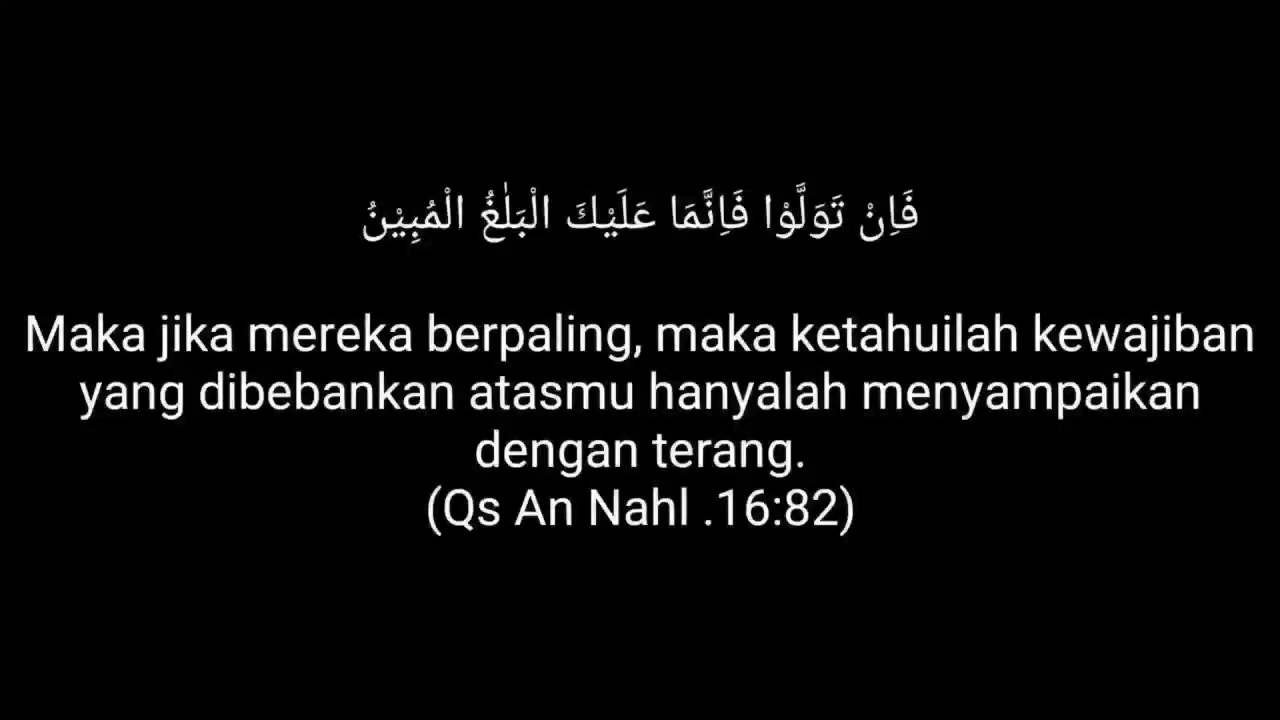 فَاِنْ تَوَلَّوْا فَاِنَّمَا عَلَيْكَ الْبَلٰغُ الْمُبِيْنُ
Maka jika mereka berpaling, maka ketahuilah kewajiban
yang dibebankan atasmu hanyalah menyampaikan
dengan terang.
(Qs An Nahl .16:82)